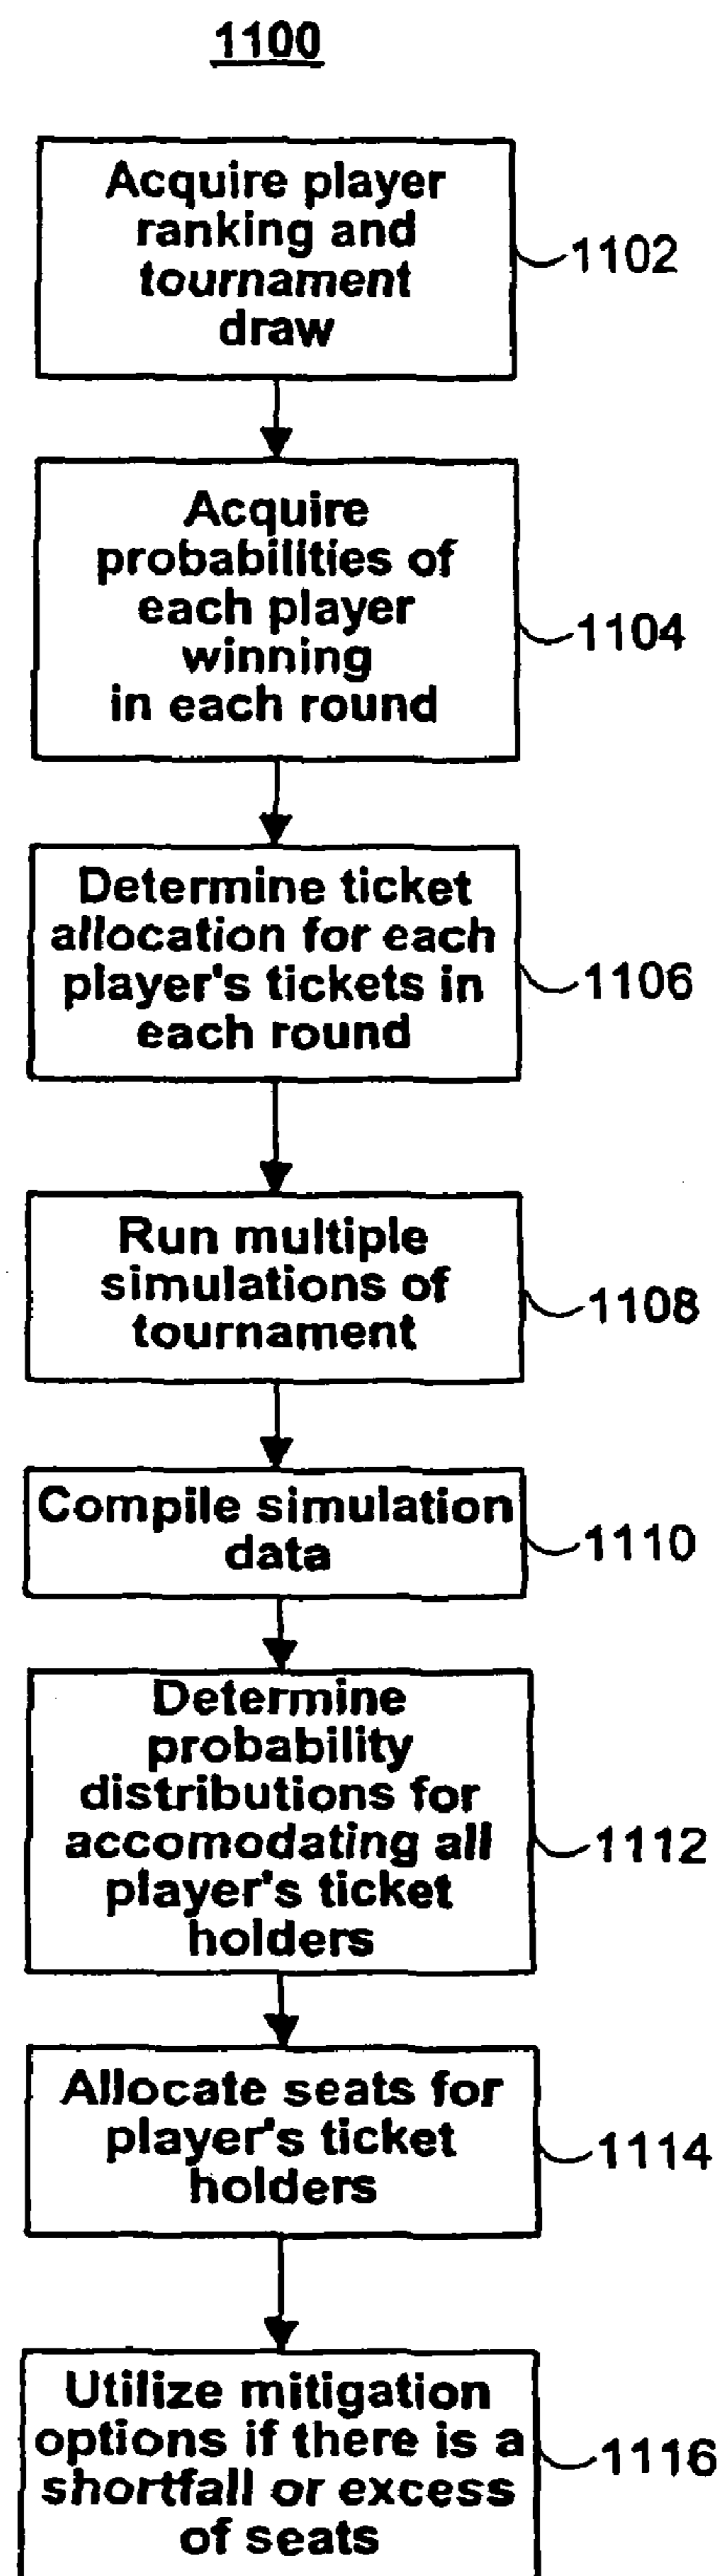 1100
Acquire player
ranking and
tournament
draw
1102
Acquire
probabilities of
each player
winning
in each round
1104
Determine ticket
allocation for each
player's tickets in
each round
1106
Run multiple
simulations of
tournament
1108
Compile simulation
data
1110
Determine
probability
distributions for
accomodating all
player's ticket
holders
1112
Allocate seats for
player's ticket
holders
1114
Utilize mitigation
options if there is a
shortfall or excess
of seats
1116